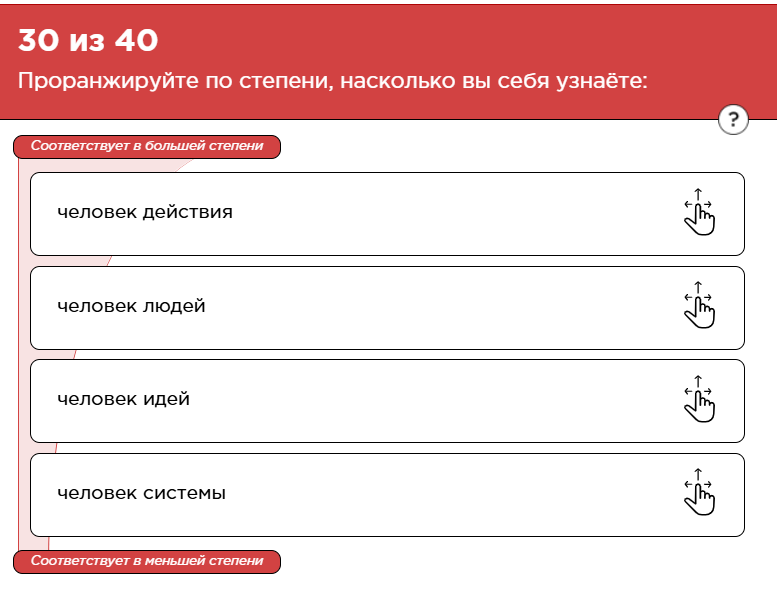 30 из 40
Проранжируйте по степени, насколько вы себя узнаёте:
?
Соответствует в большей степени
человек действия
человек людей
человек идей
человек системы
Соответствует в меньшей степени